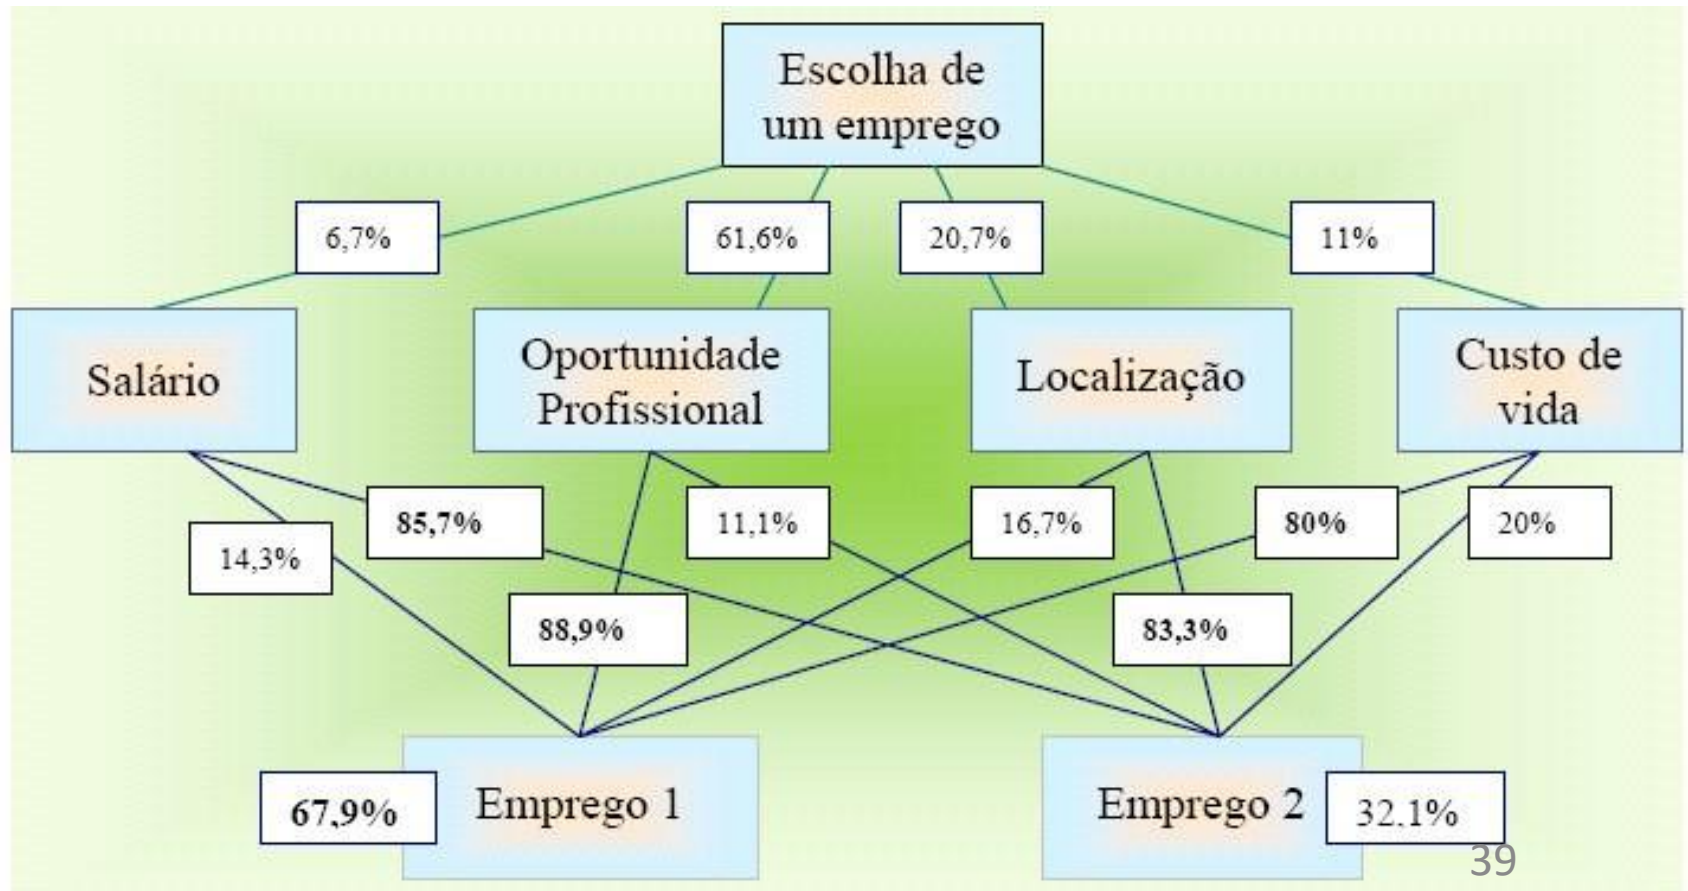 Escolha de
um emprego
6,7%
61,6%
20,7%
11%
Salário
Oportunidade
Profissional
Localização
Custo de
vida
14,3%
85,7%
88,9%
11,1%
16,7%
83,3%
80%
20%
67,9%
Emprego 1
Emprego 2
32,1%
39